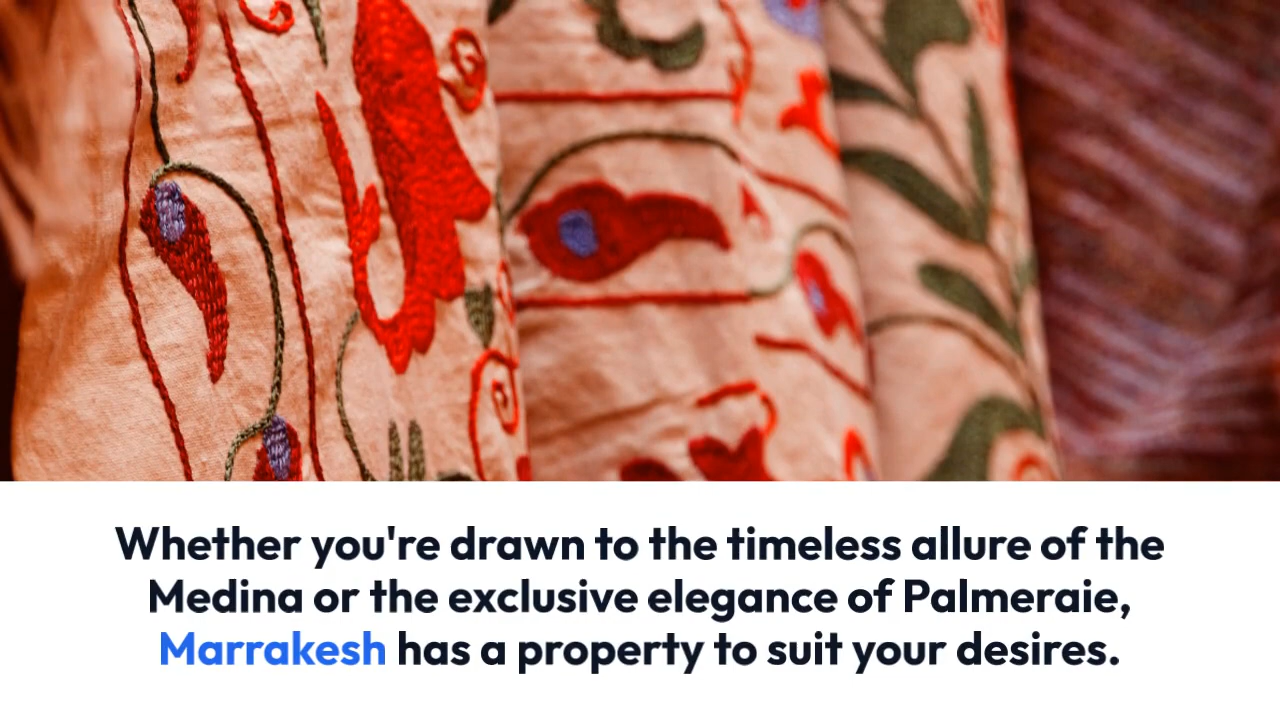 Whether you're drawn to the timeless allure of the
Medina or the exclusive elegance of Palmeraie,
Marrakesh has a property to suit your desires.